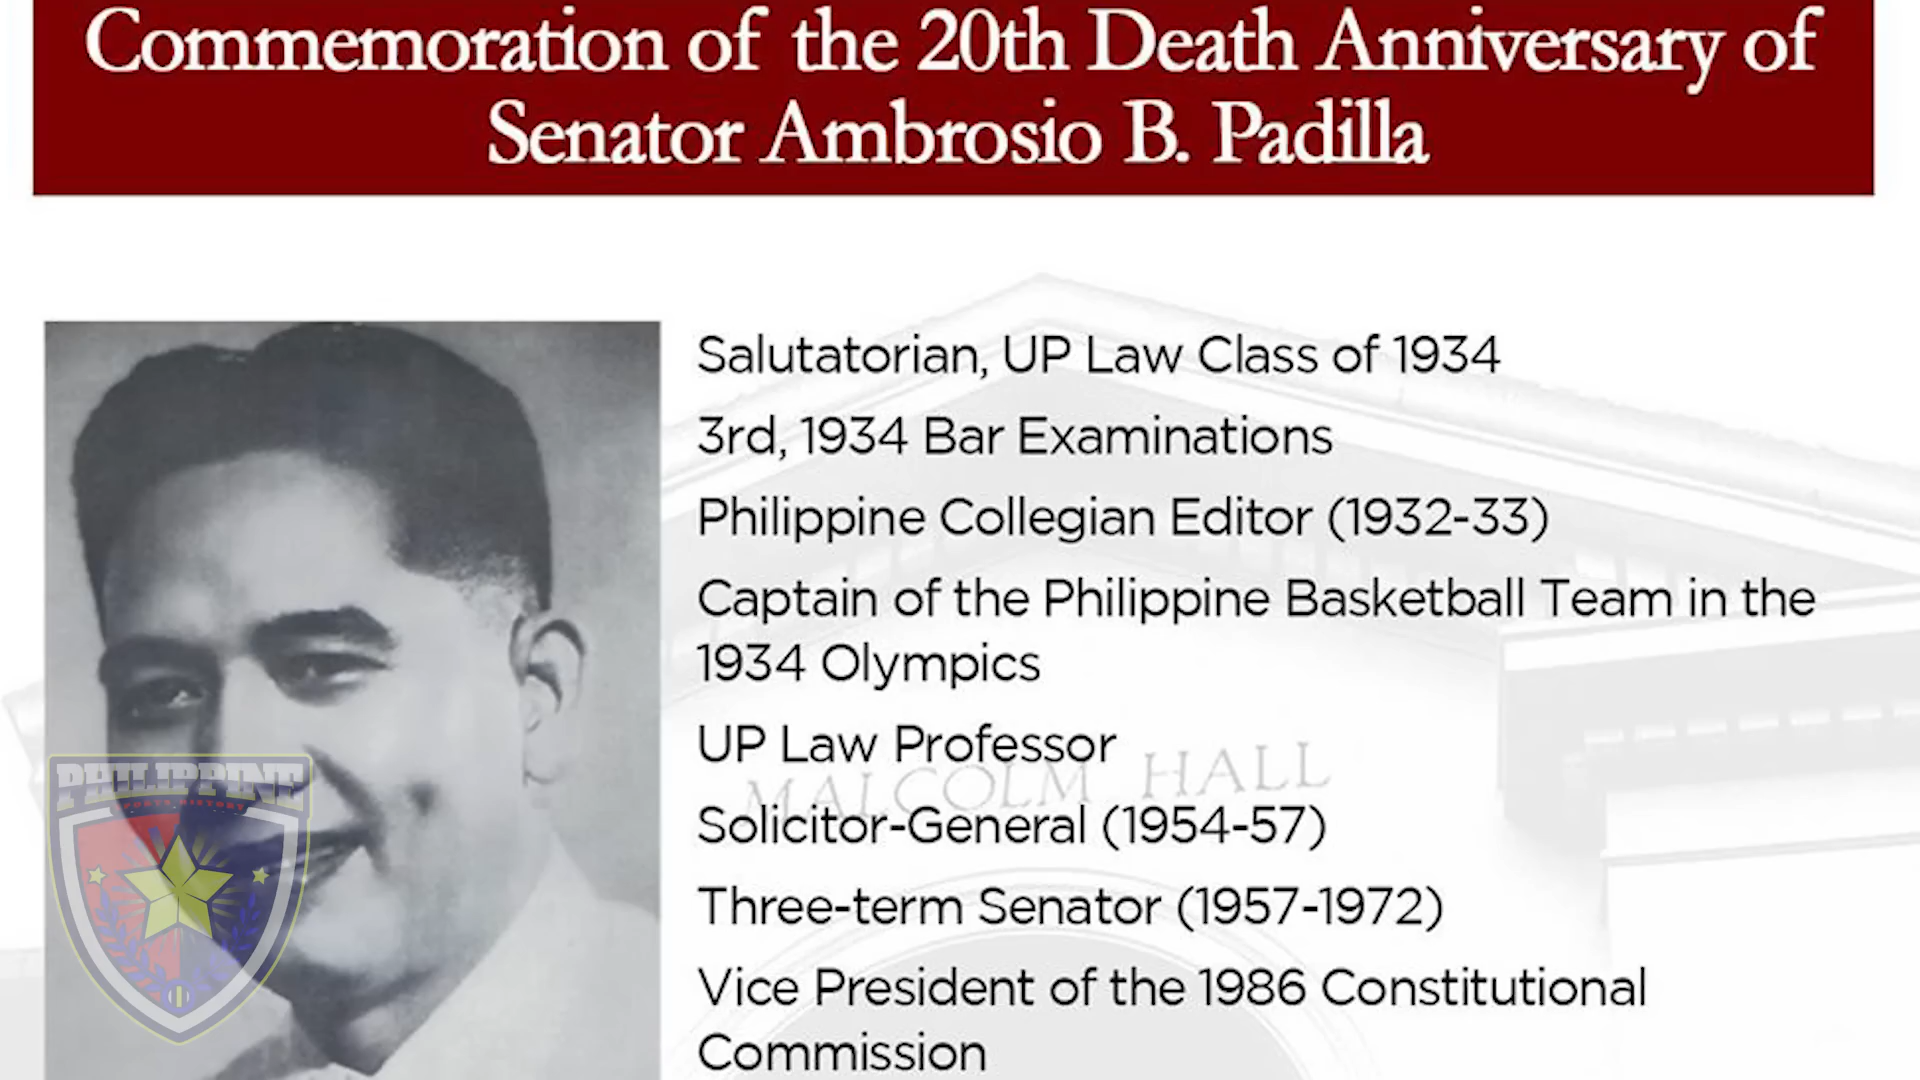 Commemoration of the 20th Death Anniversary of
Senator Ambrosio B. Padilla
Salutatorian, UP Law Class of 1934
3rd, 1934 Bar Examinations
Philippine Collegian Editor (1932-33)
Captain of the Philippine Basketball Team in the
1934 Olympics
UP Law Professor
MALCOLM HALL
Solicitor-General (1954-57)
Three-term Senator (1957-1972)
Vice President of the 1986 Constitutional
Commission
PHILIPPINE
SPORTS HISTORY